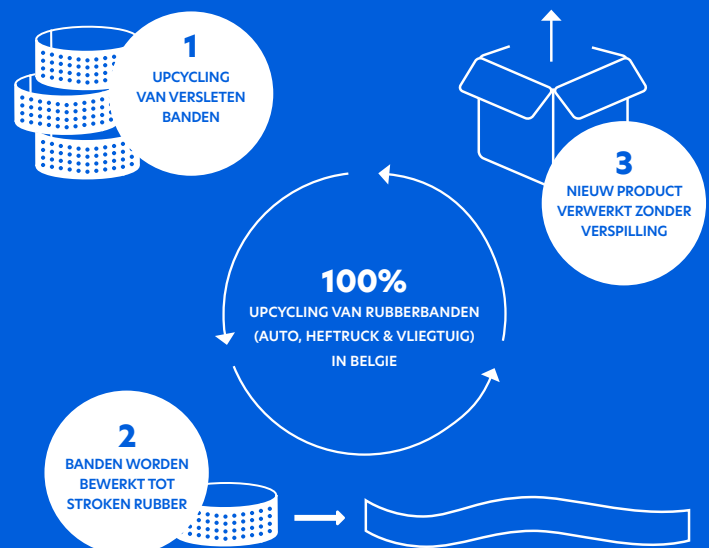 1
UPCYCLING
VAN VERSLETEN
BANDEN
3
NIEUW PRODUCT
VERWERKT ZONDER
VERSPILLING
100%
UPCYCLING VAN RUBBERBANDEN
(AUTO, HEFTRUCK & VLIEGTUIG)
IN BELGIE
2
BANDEN WORDEN
BEWERKT TOT
STROKEN RUBBER